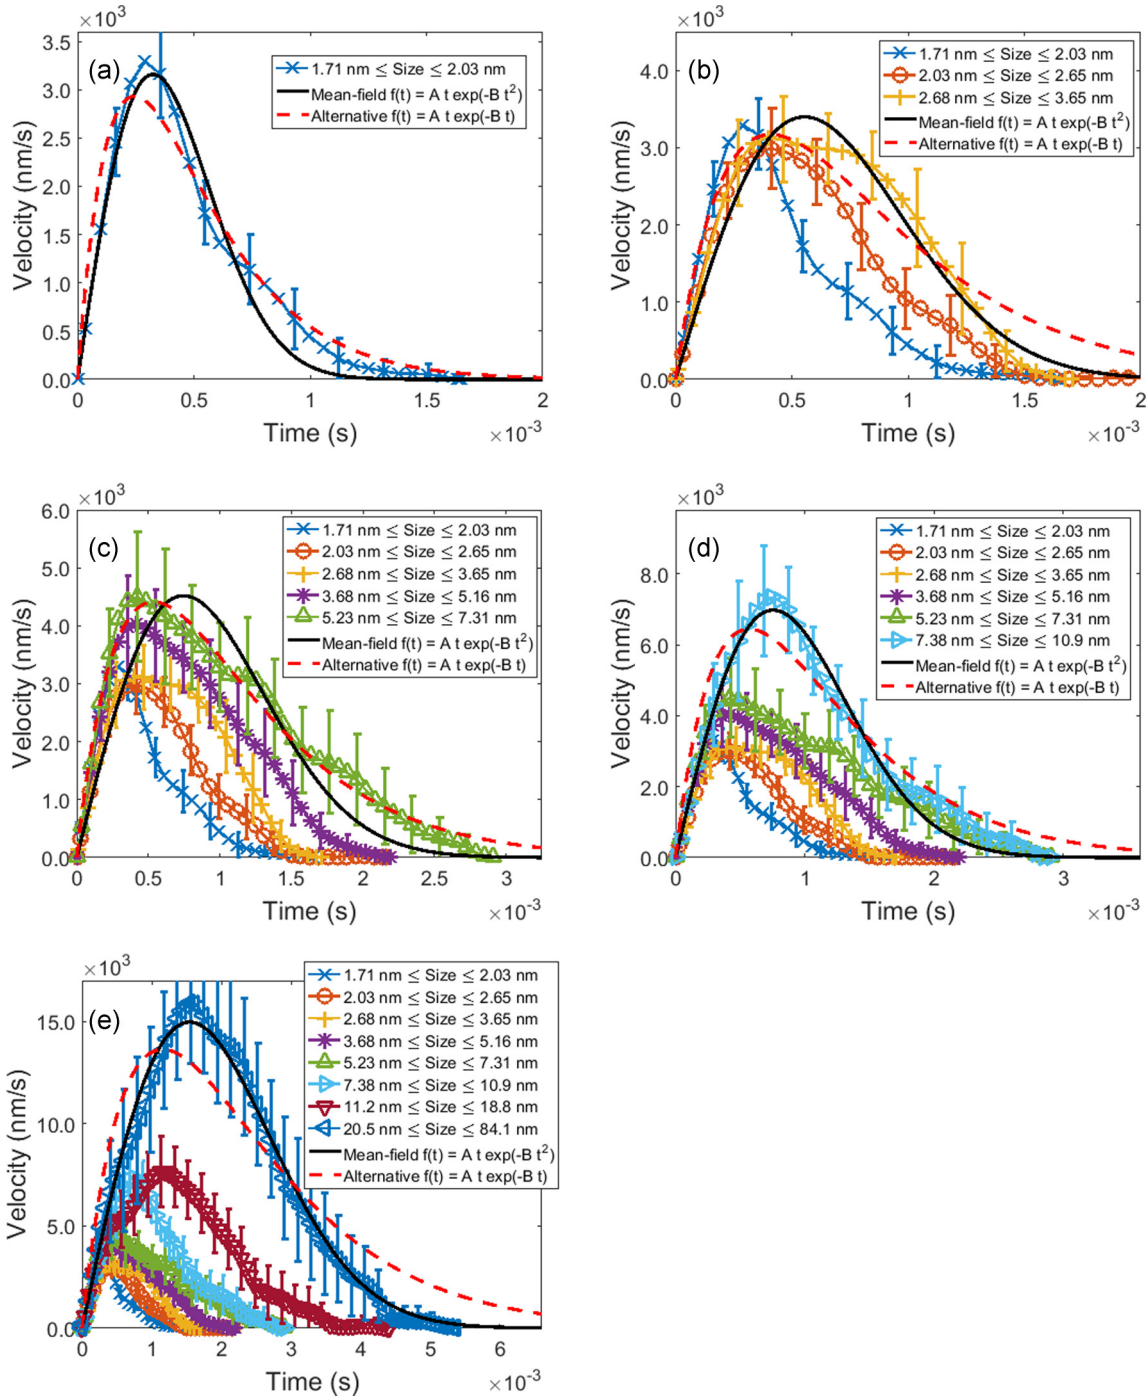 ×10³
(a)
1.71 nm ≤ Size ≤ 2.03 nm
Mean-field f(t) = A t exp(-B t²)
Alternative f(t) = A t exp(-B t)
3.5
3.0
2.5
2.0
1.5
1.0
0.5
0.0
Velocity (nm/s)
0 0.5 1 1.5 2
Time (s)
×10⁻³
×10³
(b)
1.71 nm ≤ Size ≤ 2.03 nm
2.03 nm ≤ Size ≤ 2.65 nm
2.68 nm ≤ Size ≤ 3.65 nm
Mean-field f(t) = A t exp(-B t²)
Alternative f(t) = A t exp(-B t)
4.0
3.0
2.0
1.0
0.0
Velocity (nm/s)
0 0.5 1 1.5 2
Time (s)
×10⁻³
×10³
(c)
1.71 nm ≤ Size ≤ 2.03 nm
2.03 nm ≤ Size ≤ 2.65 nm
2.68 nm ≤ Size ≤ 3.65 nm
3.68 nm ≤ Size ≤ 5.16 nm
5.23 nm ≤ Size ≤ 7.31 nm
Mean-field f(t) = A t exp(-B t²)
Alternative f(t) = A t exp(-B t)
6.0
5.0
4.0
3.0
2.0
1.0
0.0
Velocity (nm/s)
0 0.5 1 1.5 2 2.5 3
Time (s)
×10⁻³
×10³
(d)
1.71 nm ≤ Size ≤ 2.03 nm
2.03 nm ≤ Size ≤ 2.65 nm
2.68 nm ≤ Size ≤ 3.65 nm
3.68 nm ≤ Size ≤ 5.16 nm
5.23 nm ≤ Size ≤ 7.31 nm
7.38 nm ≤ Size ≤ 10.9 nm
Mean-field f(t) = A t exp(-B t²)
Alternative f(t) = A t exp(-B t)
8.0
6.0
4.0
2.0
0.0
Velocity (nm/s)
0 1 2 3
Time (s)
×10⁻³
×10³
(e)
1.71 nm ≤ Size ≤ 2.03 nm
2.03 nm ≤ Size ≤ 2.65 nm
2.68 nm ≤ Size ≤ 3.65 nm
3.68 nm ≤ Size ≤ 5.16 nm
5.23 nm ≤ Size ≤ 7.31 nm
7.38 nm ≤ Size ≤ 10.9 nm
11.2 nm ≤ Size ≤ 18.8 nm
20.5 nm ≤ Size ≤ 84.1 nm
Mean-field f(t) = A t exp(-B t²)
Alternative f(t) = A t exp(-B t)
15.0
10.0
5.0
0.0
Velocity (nm/s)
0 1 2 3 4 5 6
Time (s)
×10⁻³